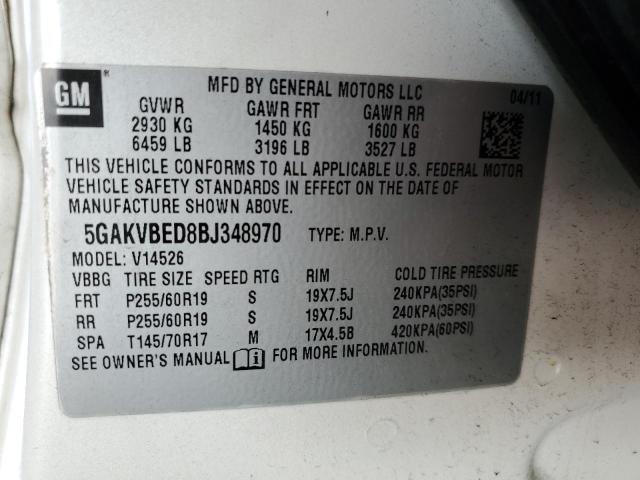 GM
MFD BY GENERAL MOTORS LLC
04/11
GVWR GAWR FRT GAWR RR
2930 KG 1450 KG 1600 KG
6459 LB 3196 LB 3527 LB
THIS VEHICLE CONFORMS TO ALL APPLICABLE U.S. FEDERAL MOTOR
VEHICLE SAFETY STANDARDS IN EFFECT ON THE DATE OF
MANUFACTURE SHOWN ABOVE.
5GAKVBED8BJ348970 TYPE: M.P.V.
MODEL: V14526
VBBG TIRE SIZE SPEED RTG RIM COLD TIRE PRESSURE
FRT P255/60R19 S 19X7.5J 240KPA(35PSI)
RR P255/60R19 S 19X7.5J 240KPA(35PSI)
SPA T145/70R17 M 17X4.5B 420KPA(60PSI)
SEE OWNER'S MANUAL FOR MORE INFORMATION.